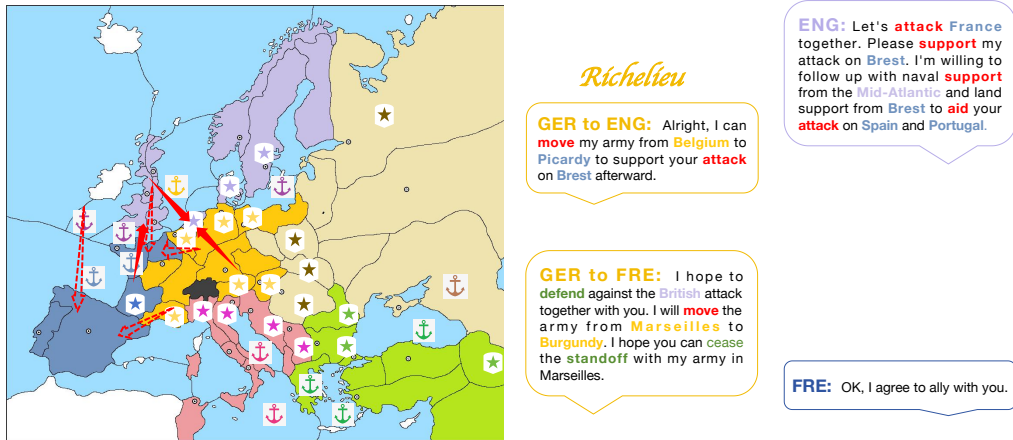 Richelieu
GER to ENG: Alright, I can
move my army from Belgium to
Picardy to support your attack
on Brest afterward.
ENG: Let's attack France
together. Please support my
attack on Brest. I'm willing to
follow up with naval support
from the Mid-Atlantic and land
support from Brest to aid your
attack on Spain and Portugal.
GER to FRE: I hope to
defend against the British attack
together with you. I will move the
army from Marseilles to
Burgundy. I hope you can cease
the standoff with my army in
Marseilles.
FRE: OK, I agree to ally with you.